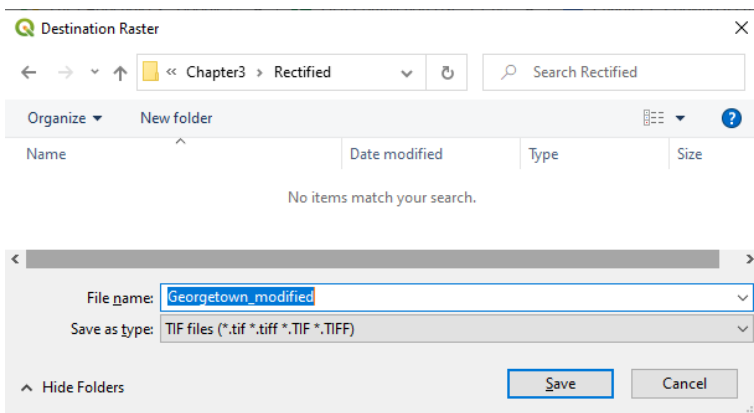 Destination Raster
« Chapter3 > Rectified
Search Rectified
Organize
New folder
Name
Date modified
Type
Size
No items match your search.
File name: Georgetown_modified
Save as type: TIF files (*.tif *.tiff *.TIF *.TIFF)
Hide Folders
Save
Cancel